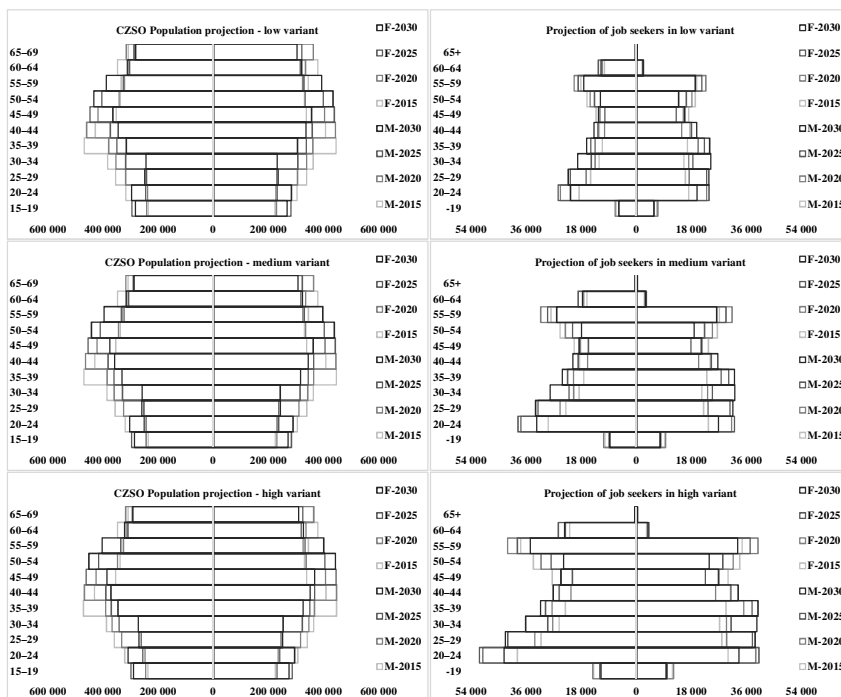 CZSO Population projection - low variant
65–69
60–64
55–59
50–54
45–49
40–44
35–39
30–34
25–29
20–24
15–19
600 000 400 000 200 000 0 200 000 400 000 600 000
F-2030
F-2025
F-2020
F-2015
M-2030
M-2025
M-2020
M-2015
Projection of job seekers in low variant
65+
60–64
55–59
50–54
45–49
40–44
35–39
30–34
25–29
20–24
-19
54 000 36 000 18 000 0 18 000 36 000 54 000
F-2030
F-2025
F-2020
F-2015
M-2030
M-2025
M-2020
M-2015
CZSO Population projection - medium variant
65–69
60–64
55–59
50–54
45–49
40–44
35–39
30–34
25–29
20–24
15–19
600 000 400 000 200 000 0 200 000 400 000 600 000
F-2030
F-2025
F-2020
F-2015
M-2030
M-2025
M-2020
M-2015
Projection of job seekers in medium variant
65+
60–64
55–59
50–54
45–49
40–44
35–39
30–34
25–29
20–24
-19
54 000 36 000 18 000 0 18 000 36 000 54 000
F-2030
F-2025
F-2020
F-2015
M-2030
M-2025
M-2020
M-2015
CZSO Population projection - high variant
65–69
60–64
55–59
50–54
45–49
40–44
35–39
30–34
25–29
20–24
15–19
600 000 400 000 200 000 0 200 000 400 000 600 000
F-2030
F-2025
F-2020
F-2015
M-2030
M-2025
M-2020
M-2015
Projection of job seekers in high variant
65+
60–64
55–59
50–54
45–49
40–44
35–39
30–34
25–29
20–24
-19
54 000 36 000 18 000 0 18 000 36 000 54 000
F-2030
F-2025
F-2020
F-2015
M-2030
M-2025
M-2020
M-2015